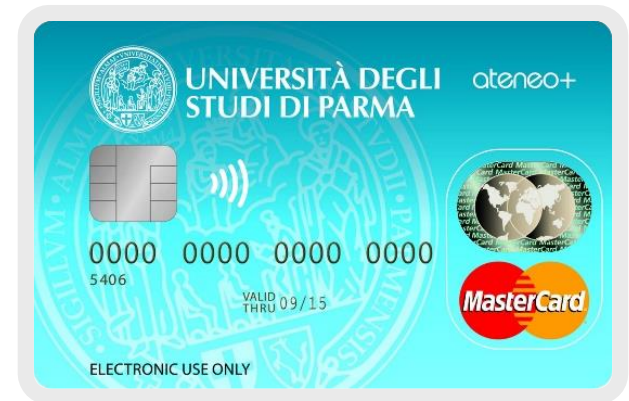 UNIVERSITÀ DEGLI
STUDI DI PARMA
ateneo+
0000 0000 0000 0000
5406
VALID
THRU 09/15
MasterCard
ELECTRONIC USE ONLY